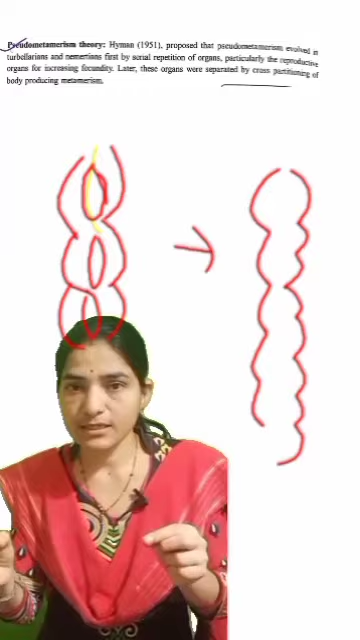 Pseudometamerism theory: Hyman (1951), proposed that pseudometamerism evolved in
turbellarians and nemertians first by serial repetition of organs, particularly the reproductive
organs for increasing fecundity. Later, these organs were separated by cross partitioning of
body producing metamerism.